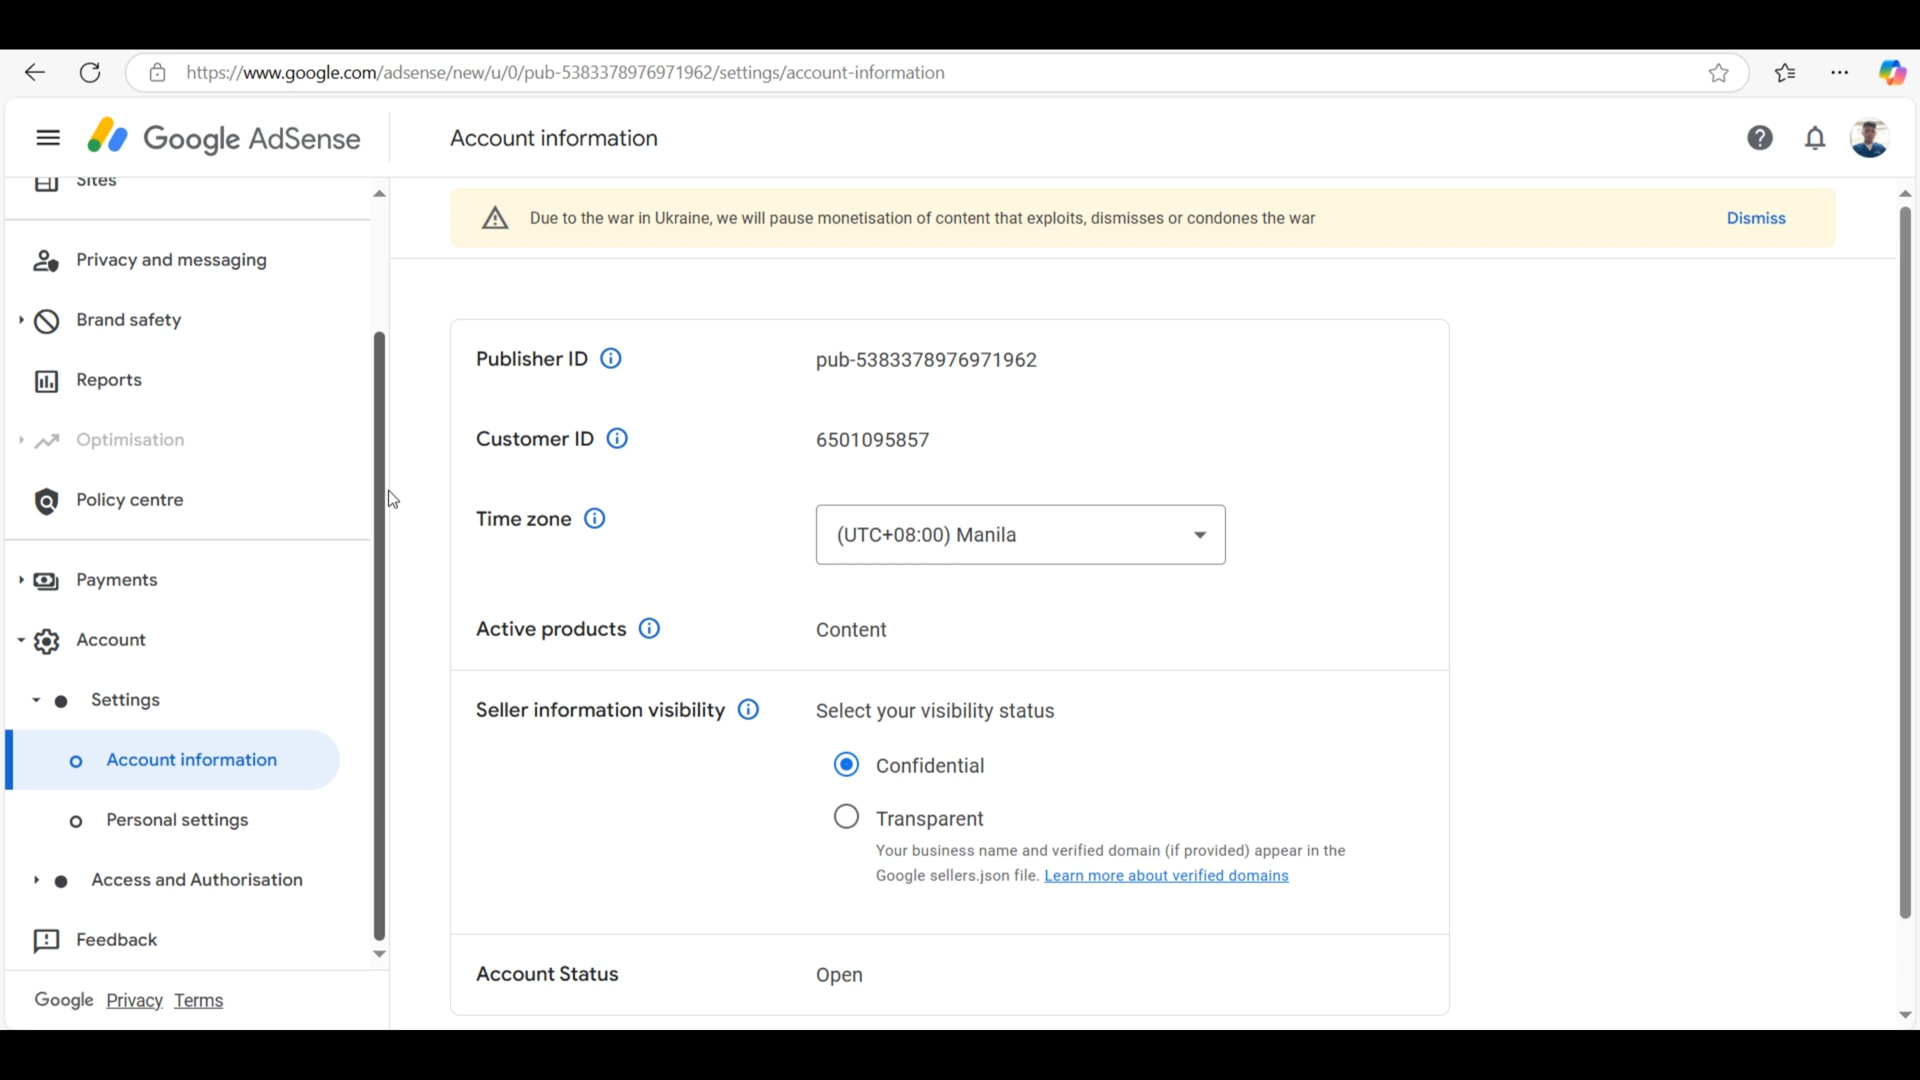 https://www.google.com/adsense/new/u/0/pub-5383378976971962/settings/account-information
Google AdSense
Account information
Sites
Privacy and messaging
Brand safety
Reports
Optimisation
Policy centre
Payments
Account
Settings
Account information
Personal settings
Access and Authorisation
Feedback
Google Privacy Terms
Due to the war in Ukraine, we will pause monetisation of content that exploits, dismisses or condones the war
Dismiss
Publisher ID
pub-5383378976971962
Customer ID
6501095857
Time zone
(UTC+08:00) Manila
Active products
Content
Seller information visibility
Select your visibility status
Confidential
Transparent
Your business name and verified domain (if provided) appear in the
Google sellers.json file. Learn more about verified domains
Account Status
Open